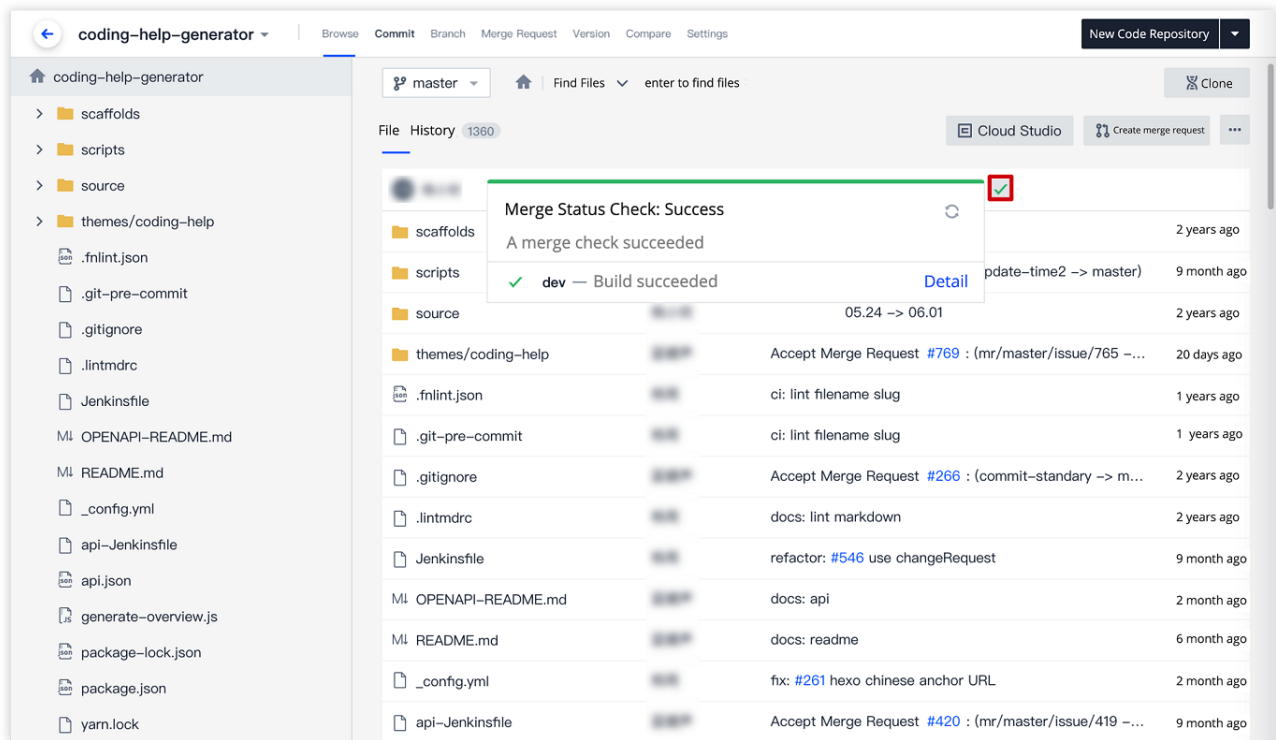 coding-help-generator
Browse Commit Branch Merge Request Version Compare Settings
New Code Repository
coding-help-generator
scaffolds
scripts
source
themes/coding-help
.fnlint.json
.git-pre-commit
.gitignore
.lintmdrc
Jenkinsfile
M↓ OPENAPI-README.md
M↓ README.md
_config.yml
api-Jenkinsfile
api.json
generate-overview.js
package-lock.json
package.json
yarn.lock
master Find Files enter to find files Clone
File History 1360 Cloud Studio Create merge request ...
Merge Status Check: Success
A merge check succeeded
dev — Build succeeded Detail
scaffolds 2 years ago
scripts pdate-time2 -> master) 9 month ago
source 05.24 -> 06.01 2 years ago
themes/coding-help Accept Merge Request #769 : (mr/master/issue/765 -... 20 days ago
.fnlint.json ci: lint filename slug 1 years ago
.git-pre-commit ci: lint filename slug 1 years ago
.gitignore Accept Merge Request #266 : (commit-standary -> m... 2 years ago
.lintmdrc docs: lint markdown 2 years ago
Jenkinsfile refactor: #546 use changeRequest 9 month ago
M↓ OPENAPI-README.md docs: api 2 month ago
M↓ README.md docs: readme 6 month ago
_config.yml fix: #261 hexo chinese anchor URL 2 month ago
api-Jenkinsfile Accept Merge Request #420 : (mr/master/issue/419 -... 9 month ago